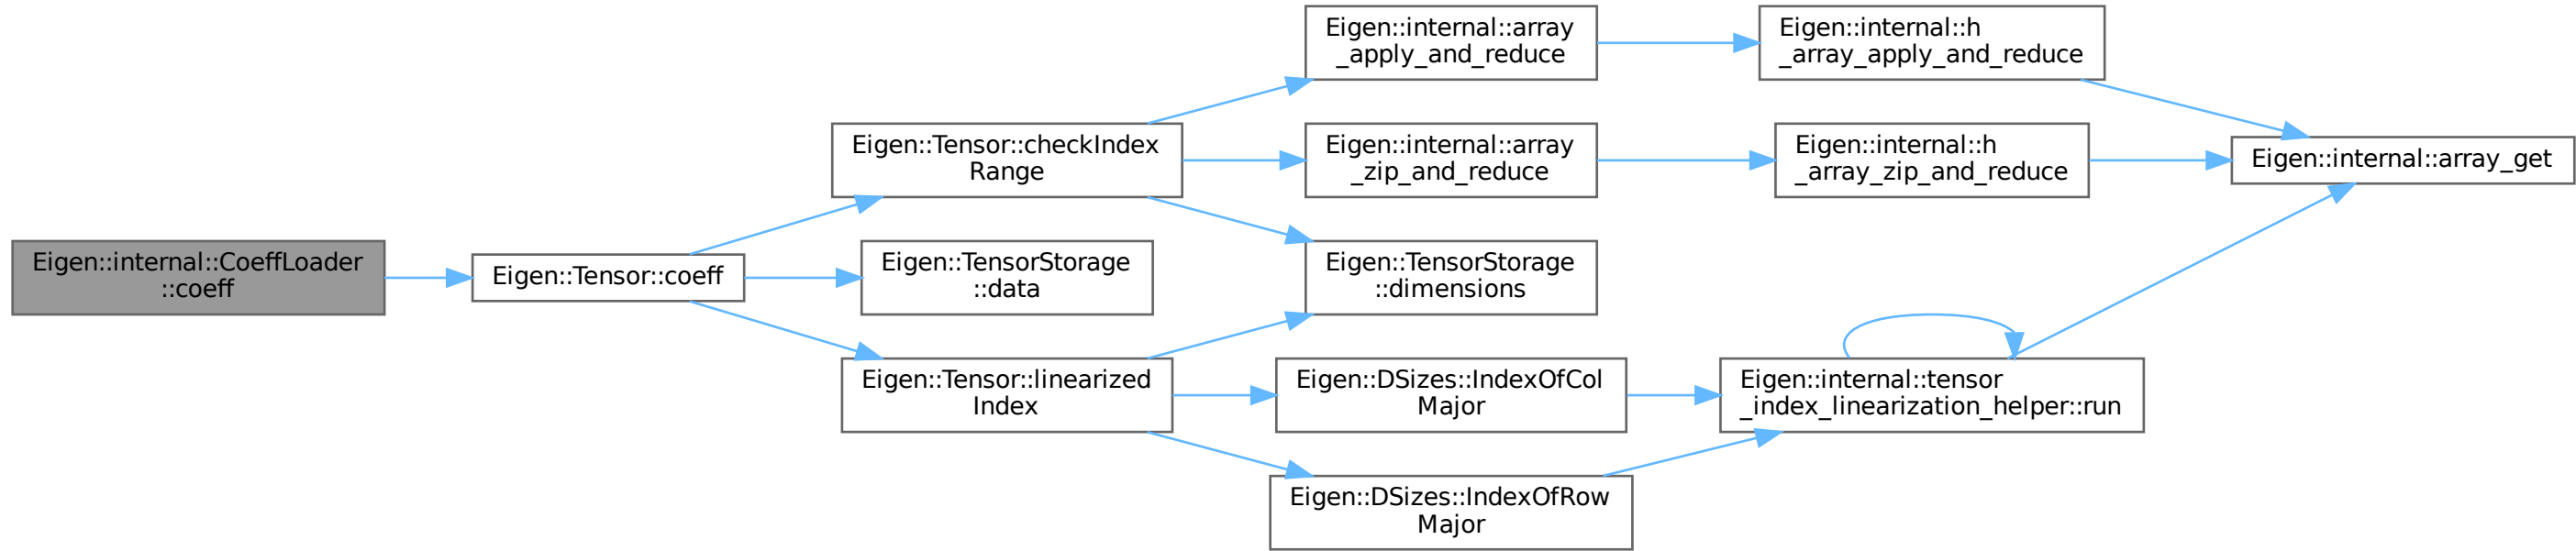 Eigen::internal::CoeffLoader
::coeff
Eigen::Tensor::coeff
Eigen::Tensor::checkIndex
Range
Eigen::TensorStorage
::data
Eigen::Tensor::linearized
Index
Eigen::internal::array
_apply_and_reduce
Eigen::internal::array
_zip_and_reduce
Eigen::TensorStorage
::dimensions
Eigen::DSizes::IndexOfCol
Major
Eigen::DSizes::IndexOfRow
Major
Eigen::internal::h
_array_apply_and_reduce
Eigen::internal::h
_array_zip_and_reduce
Eigen::internal::tensor
_index_linearization_helper::run
Eigen::internal::array_get